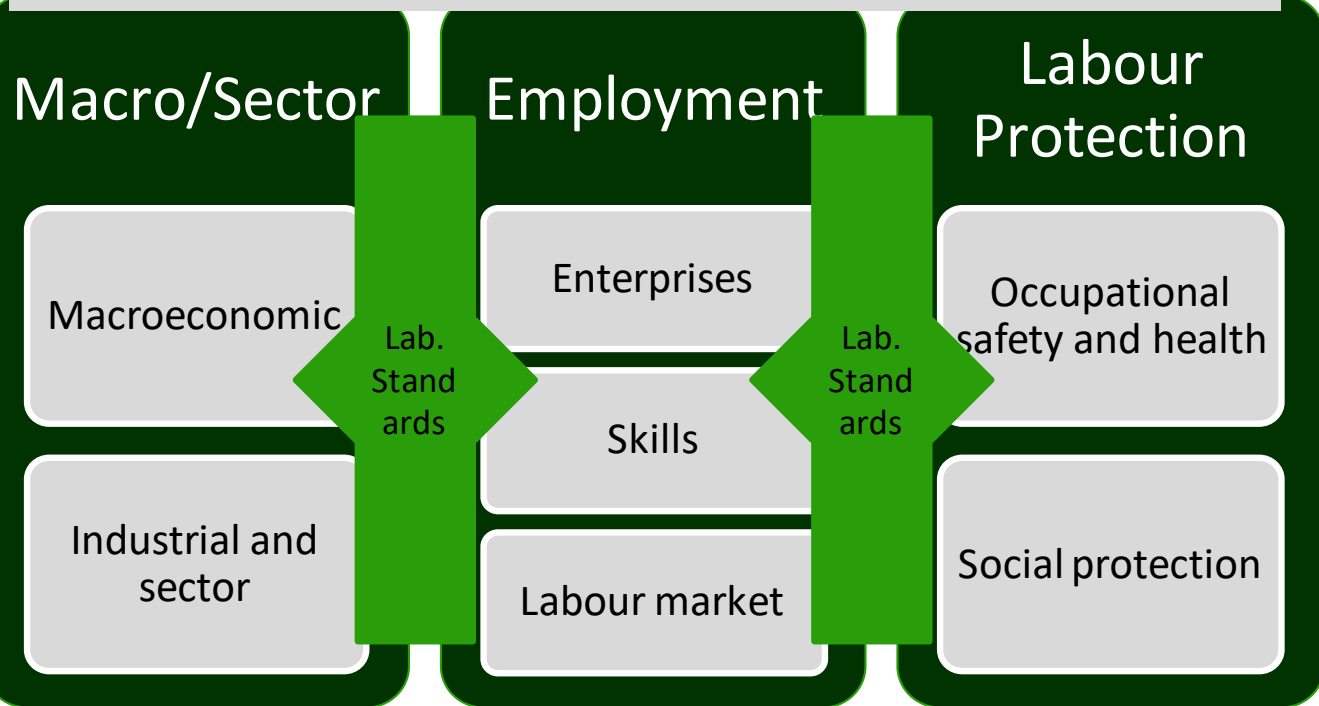 Macro/Sector
Macroeconomic
Industrial and
sector
Lab.
Stand
ards
Employment
Enterprises
Skills
Labour market
Lab.
Stand
ards
Labour
Protection
Occupational
safety and health
Social protection